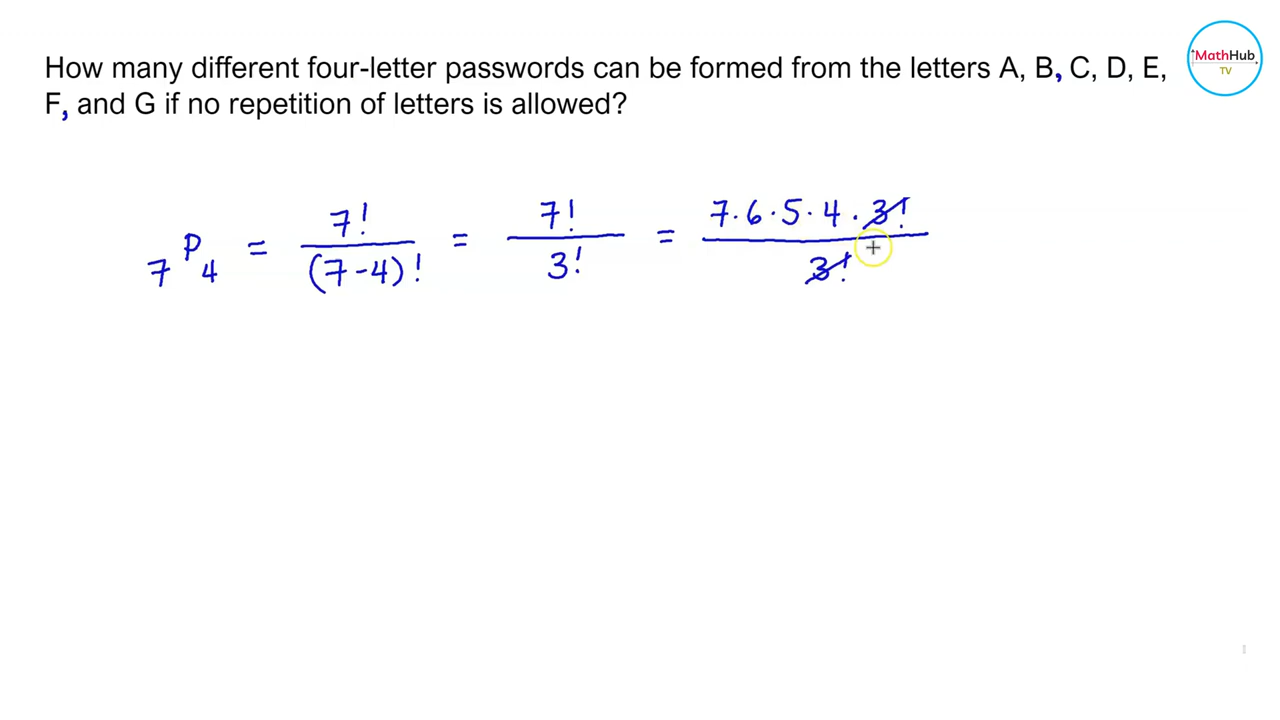 How many different four-letter passwords can be formed from the letters A, B, C, D, E,
F, and G if no repetition of letters is allowed?
MathHub
TV
7P4 = 7!/(7-4)! = 7!/3! = 7·6·5·4·3!/3!
1